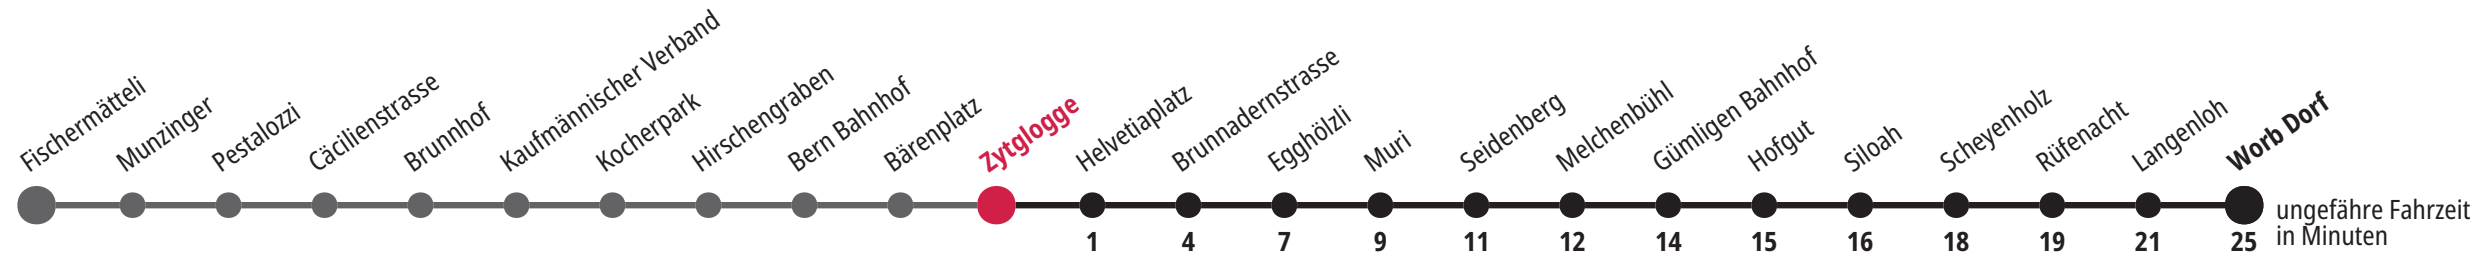 Fischermätteli
Munzinger
Pestalozzi
Cäcilienstrasse
Brunnhof
Kaufmännischer Verband
Kocherpark
Hirschengraben
Bern Bahnhof
Bärenplatz
Zytglogge
Helvetiaplatz
Brunnadernstrasse
Egghölzli
Muri
Seidenberg
Melchenbühl
Gümligen Bahnhof
Hofgut
Siloah
Scheyenholz
Rüfenacht
Langenloh
Worb Dorf
1 4 7 9 11 12 14 15 16 18 19 21 25
ungefähre Fahrzeit
in Minuten